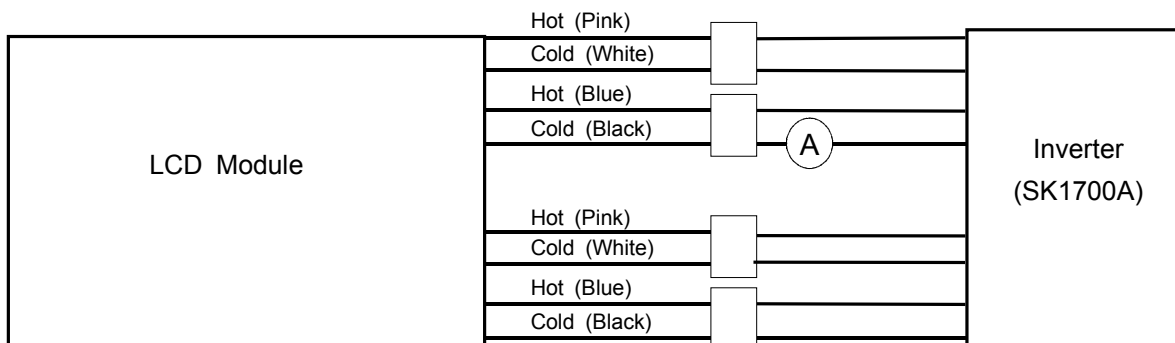 Hot (Pink)
Cold (White)
Hot (Blue)
Cold (Black)
A
LCD Module
Inverter
(SK1700A)
Hot (Pink)
Cold (White)
Hot (Blue)
Cold (Black)